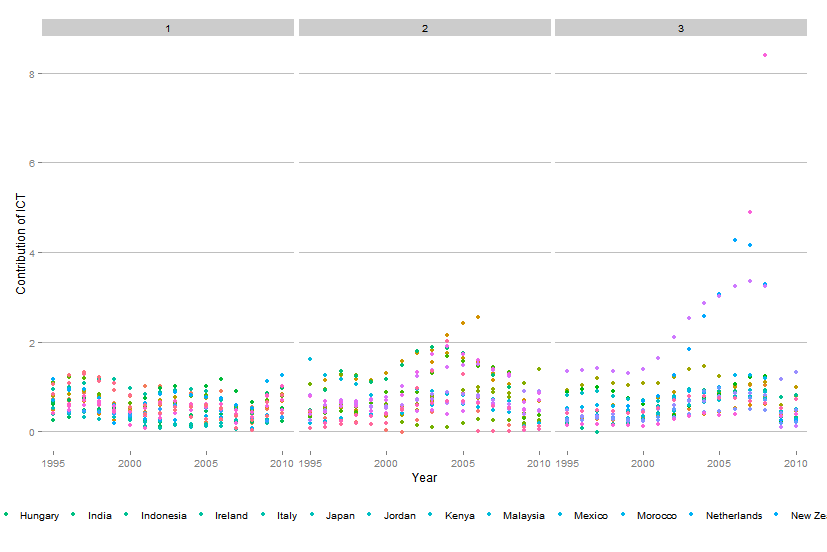 1 2 3
8
6
4
2
0
Contribution of ICT
1995 2000 2005 2010 1995 2000 2005 2010 1995 2000 2005 2010
Year
Hungary India Indonesia Ireland Italy Japan Jordan Kenya Malaysia Mexico Morocco Netherlands New Zea